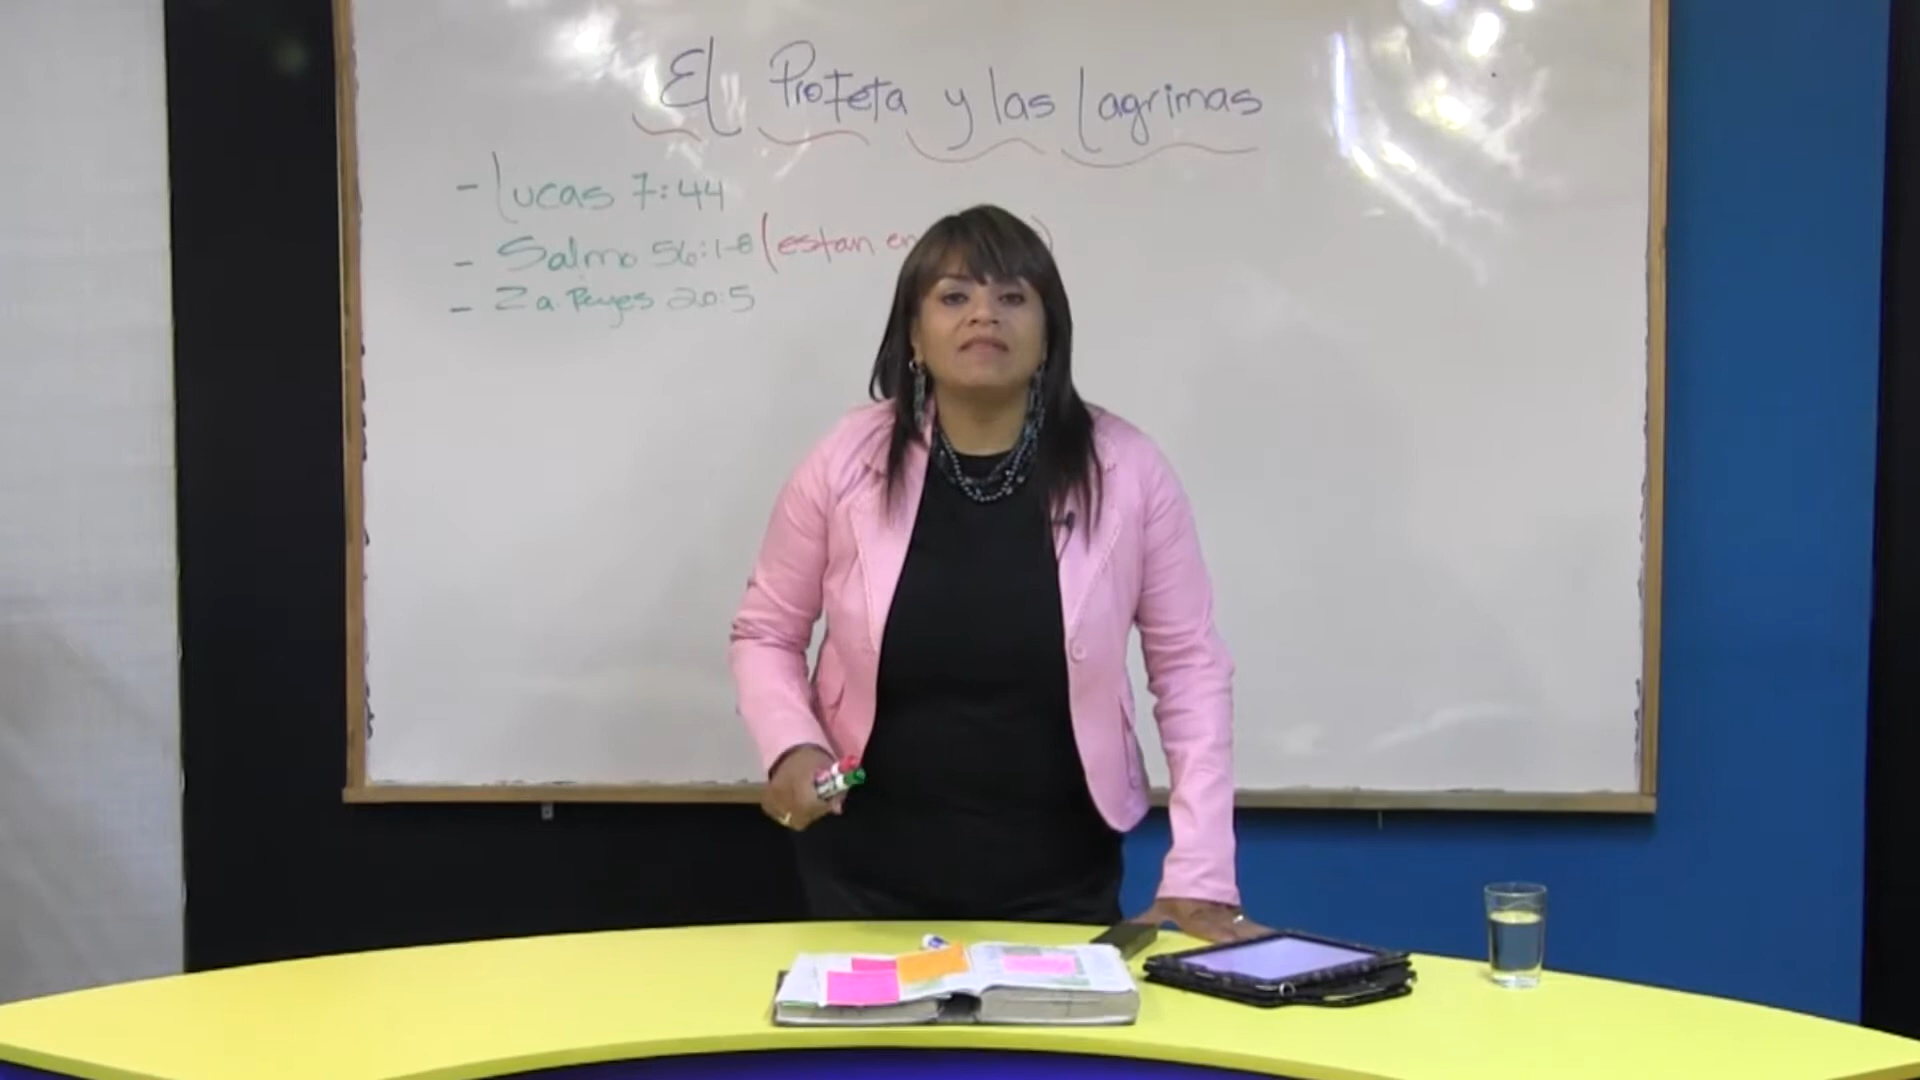 El Profeta y las Lagrimas
- Lucas 7:44
- Salmo 56:1-8 (estan en )
- 2a Reyes 20:5